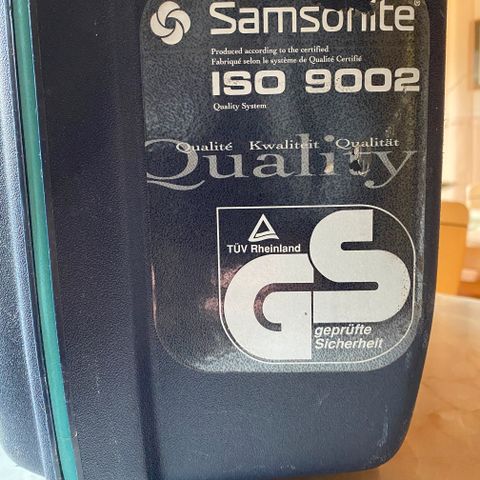 Samsonite®
Produced according to the certified
Fabriqué selon le système de Qualité Certifié
ISO 9002
Quality System
Qualité Kwaliteit Qualität
Quality
TÜV Rheinland
GS
geprüfte
Sicherheit